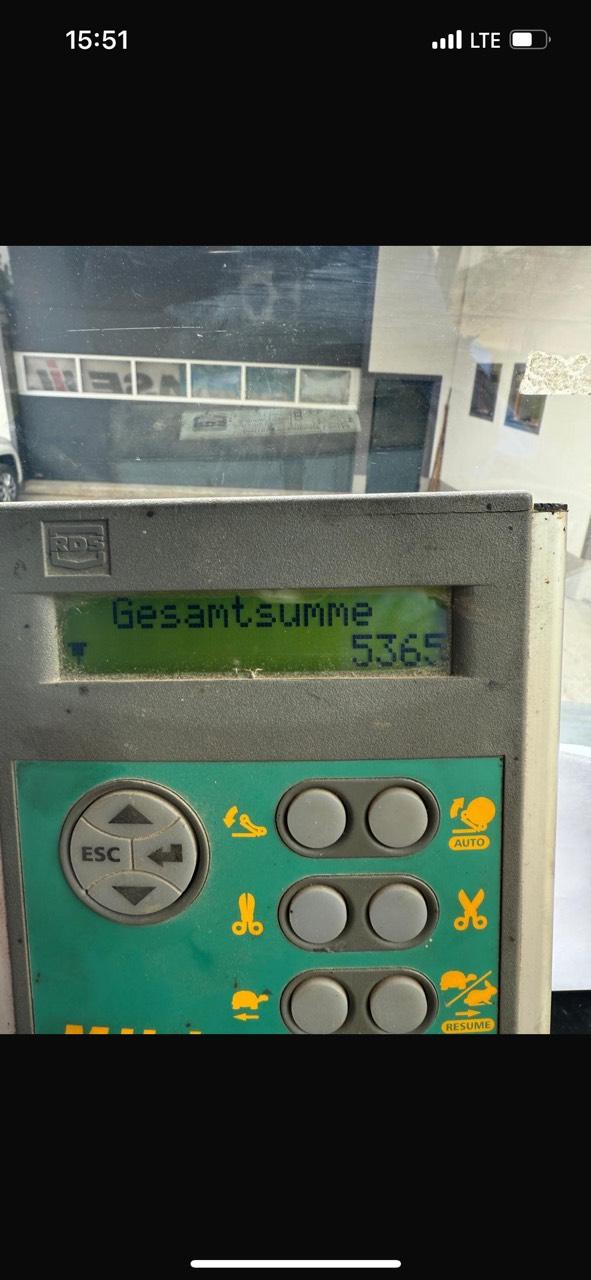 15:51
LTE
RDS
Gesamtsumme
5365
ESC
AUTO
RESUME